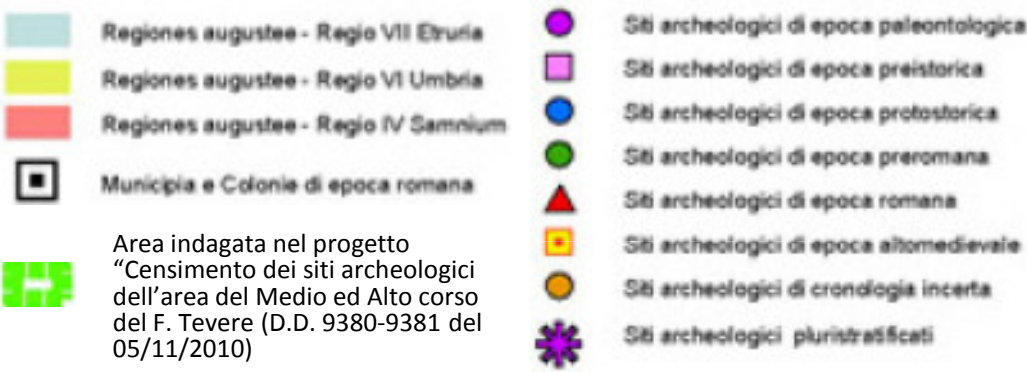 Regiones augustee - Regio VII Etruria
Regiones augustee - Regio VI Umbria
Regiones augustee - Regio IV Samnium
Municipia e Colonie di epoca romana
Area indagata nel progetto
“Censimento dei siti archeologici
dell’area del Medio ed Alto corso
del F. Tevere (D.D. 9380-9381 del
05/11/2010)
Siti archeologici di epoca paleontologica
Siti archeologici di epoca preistorica
Siti archeologici di epoca protostorica
Siti archeologici di epoca preromana
Siti archeologici di epoca romana
Siti archeologici di epoca altomedievale
Siti archeologici di cronologia incerta
Siti archeologici pluristratificati